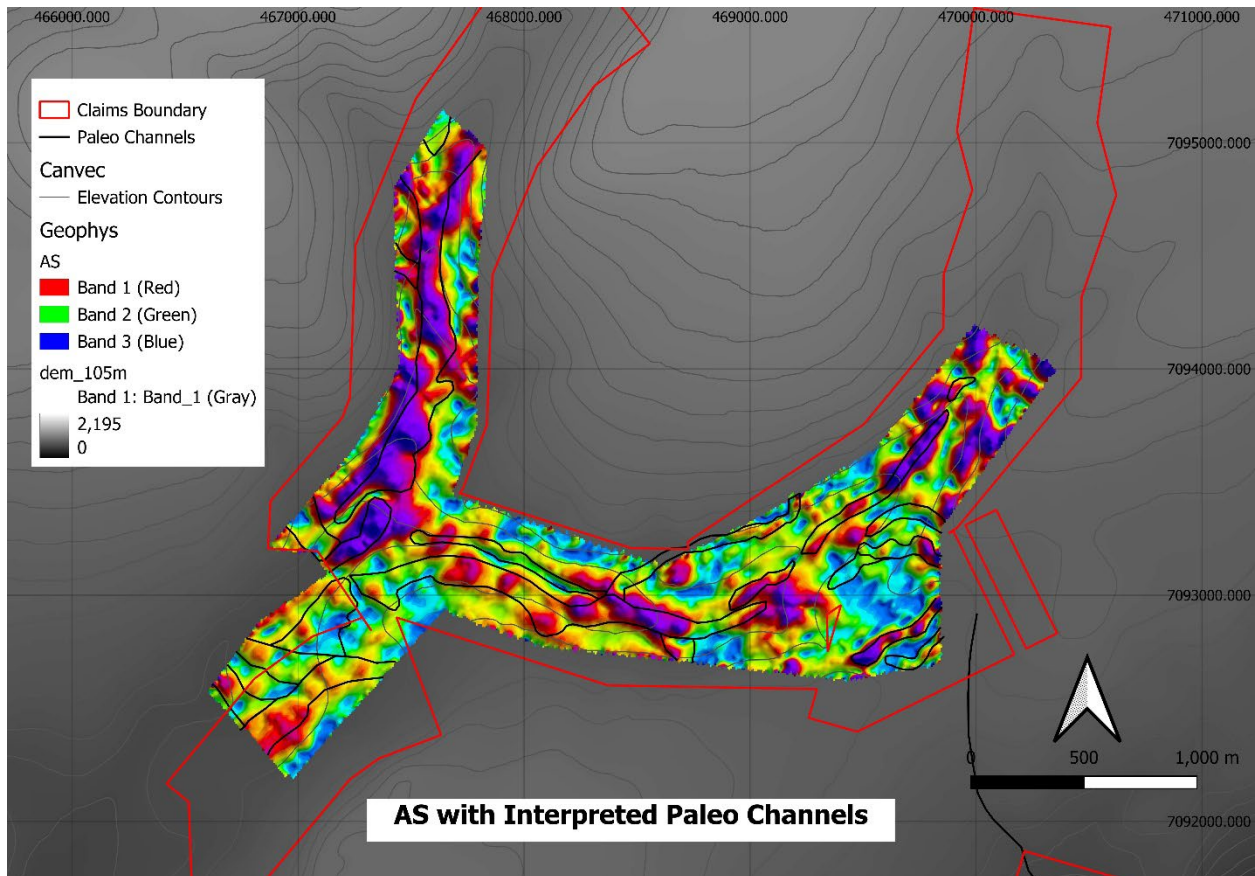 466000.000 467000.000 468000.000 469000.000 470000.000 471000.000
Claims Boundary
Paleo Channels
Canvec
Elevation Contours
Geophys
AS
Band 1 (Red)
Band 2 (Green)
Band 3 (Blue)
dem_105m
Band 1: Band_1 (Gray)
2,195
0
7095000.000
7094000.000
7093000.000
7092000.000
0 500 1,000 m
AS with Interpreted Paleo Channels